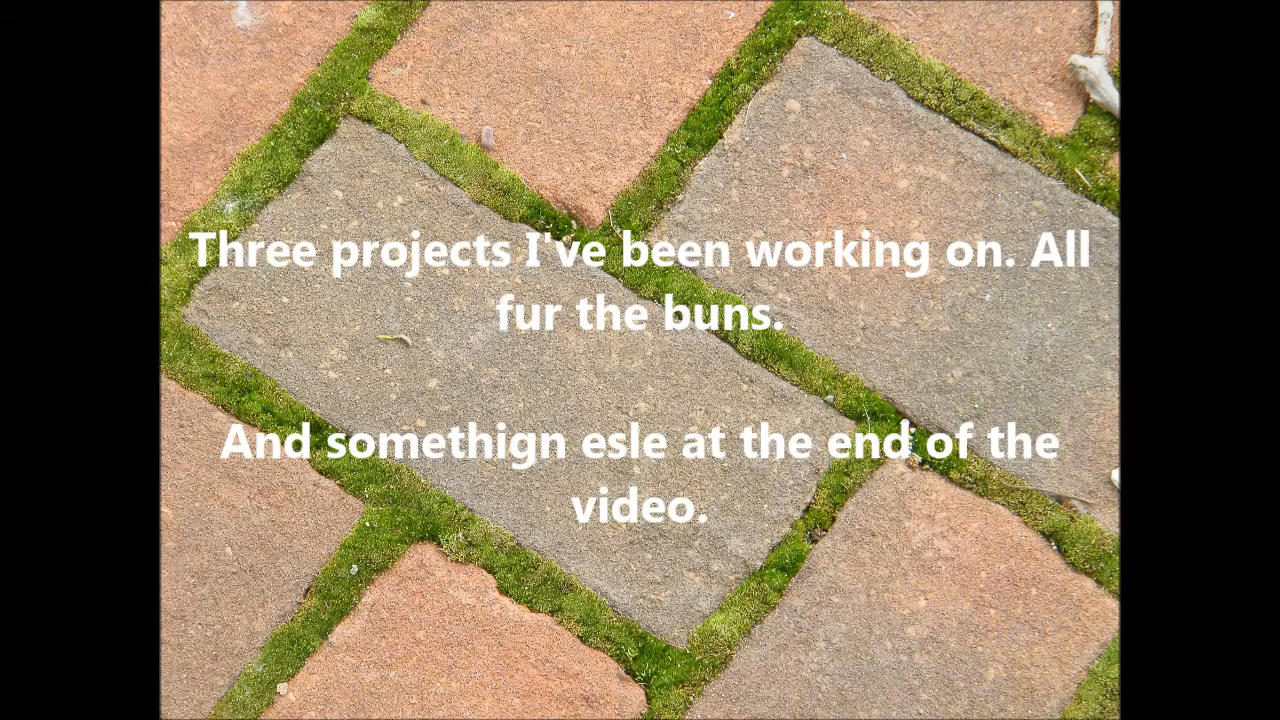 Three projects I've been working on. All
fur the buns.
And somethign esle at the end of the
video.